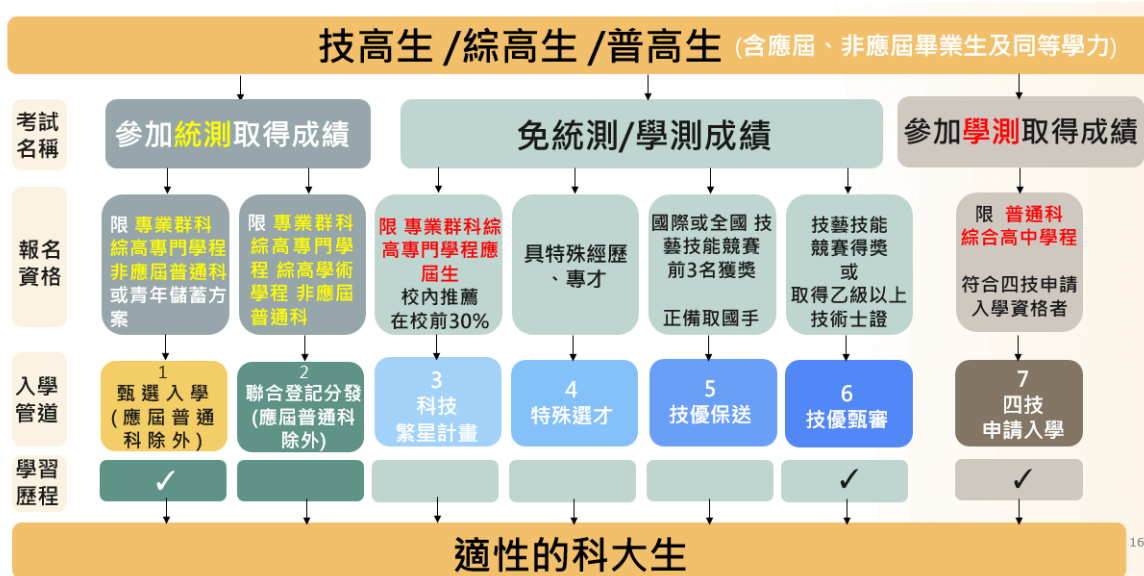 技高生 /綜高生 /普高生 (含應屆、非應屆畢業生及同等學力)
考試
名稱
參加統測取得成績
免統測/學測成績
參加學測取得成績
報名
資格
限 專業群科
綜高專門學程
非應屆普通科
或青年儲蓄方
案
限 專業群科
綜高專門學
程 綜高學術
學程 非應屆
普通科
限 專業群科綜
高專門學程應
屆生
校內推薦
在校前30%
具特殊經歷
、專才
國際或全國 技
藝技能競賽
前3名獲獎
正備取國手
技藝技能
競賽得獎
或
取得乙級以上
技術士證
限 普通科
綜合高中學程
符合四技申請
入學資格者
入學
管道
1
甄選入學
(應屆普通
科除外)
2
聯合登記分發
(應屆普通科
除外)
3
科技
繁星計畫
4
特殊選才
5
技優保送
6
技優甄審
7
四技
申請入學
學習
歷程
✓
✓
✓
適性的科大生
16